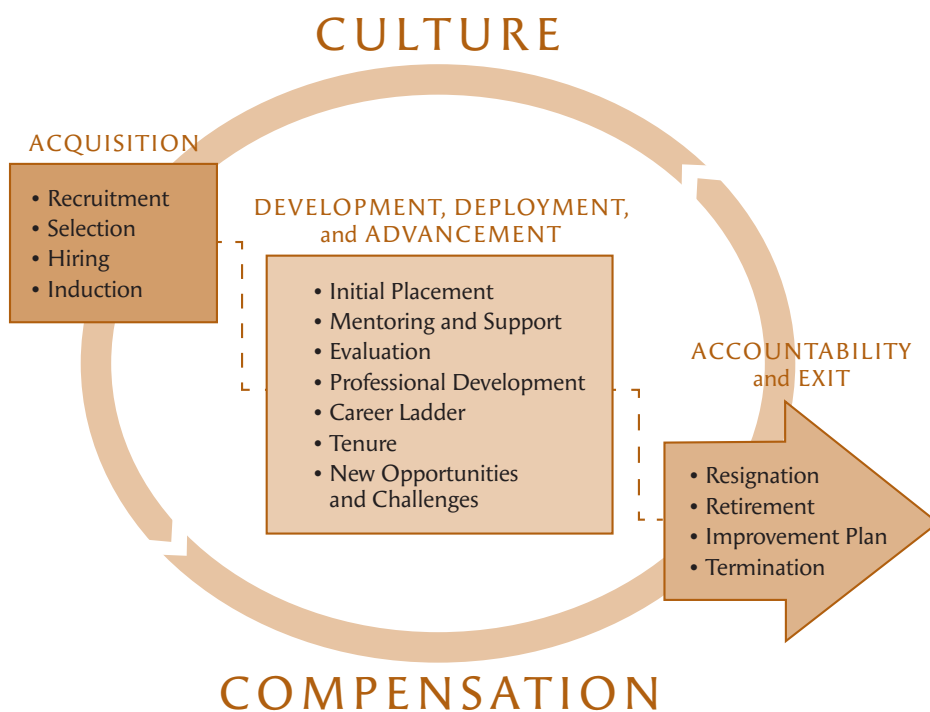 CULTURE
ACQUISITION
• Recruitment
• Selection
• Hiring
• Induction
DEVELOPMENT, DEPLOYMENT,
and ADVANCEMENT
• Initial Placement
• Mentoring and Support
• Evaluation
• Professional Development
• Career Ladder
• Tenure
• New Opportunities
and Challenges
ACCOUNTABILITY
and EXIT
• Resignation
• Retirement
• Improvement Plan
• Termination
COMPENSATION